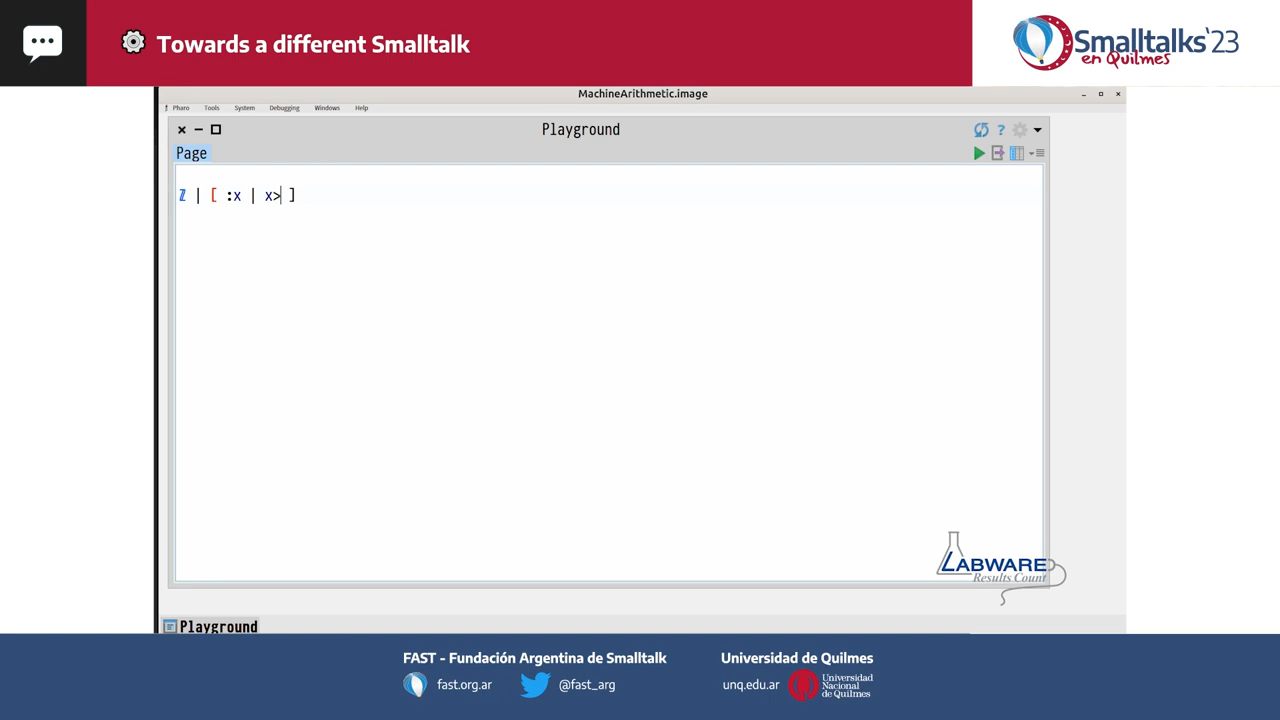 Towards a different Smalltalk
Smalltalks'23
en Quilmes
MachineArithmetic.image
Pharo Tools System Debugging Windows Help
Playground
Page
ℤ | [ :x | x> ]
LABWARE
Results Count
Playground
FAST - Fundación Argentina de Smalltalk
fast.org.ar @fast_arg
Universidad de Quilmes
unq.edu.ar
Universidad
Nacional
de Quilmes